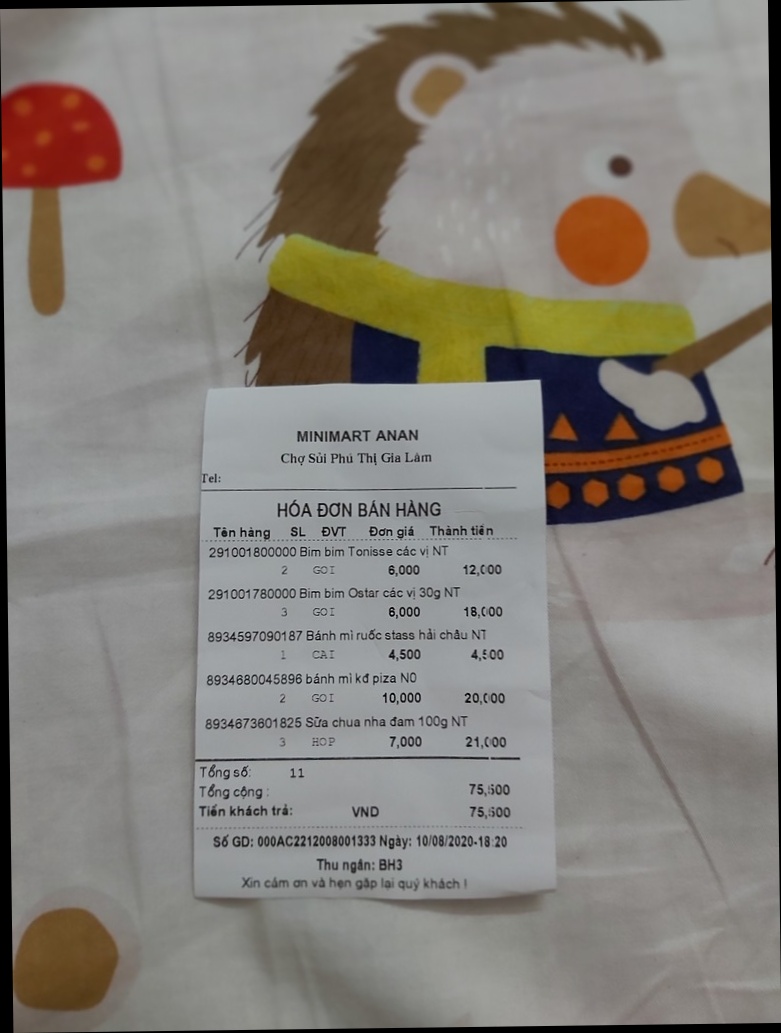 MINIMART ANAN
Chợ Sủi Phú Thị Gia Lâm
Tel:
HÓA ĐƠN BÁN HÀNG
Tên hàng SL ĐVT Đơn giá Thành tiền
291001800000 Bim bim Tonisse các vị NT
2 GOI 6,000 12,000
291001780000 Bim bim Ostar các vị 30g NT
3 GOI 6,000 18,000
8934597090187 Bánh mì ruốc stass hải châu NT
1 CAI 4,500 4,500
8934680045896 bánh mì kđ piza N0
2 GOI 10,000 20,000
8934673601825 Sữa chua nha đam 100g NT
3 HOP 7,000 21,000
Tổng số: 11
Tổng cộng : 75,500
Tiền khách trả: VND 75,500
Số GD: 000AC2212008001333 Ngày: 10/08/2020-18:20
Thu ngân: BH3
Xin cảm ơn và hẹn gặp lại quý khách !